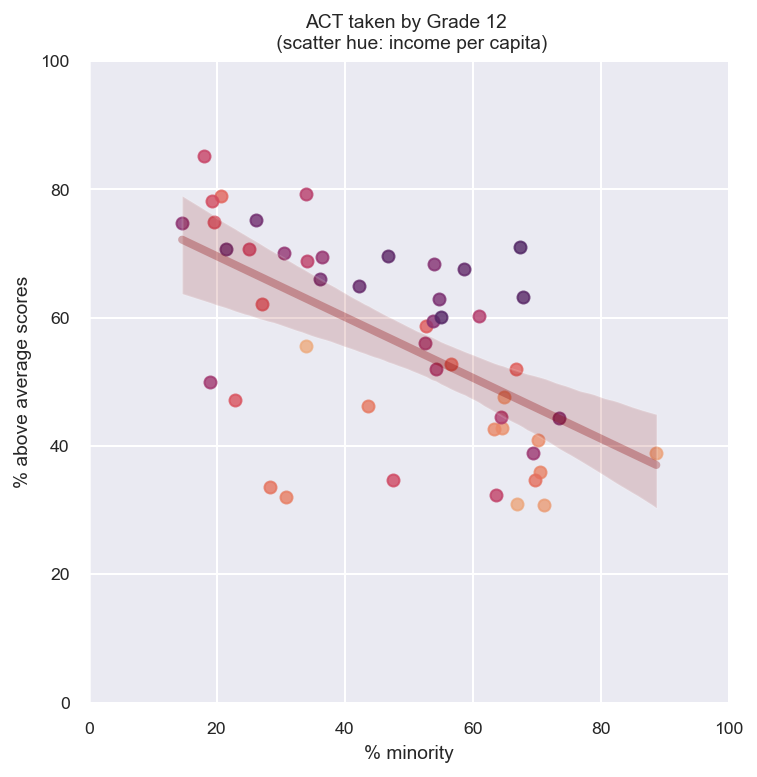 ACT taken by Grade 12
(scatter hue: income per capita)
100
80
60
40
20
0
% above average scores
0 20 40 60 80 100
% minority